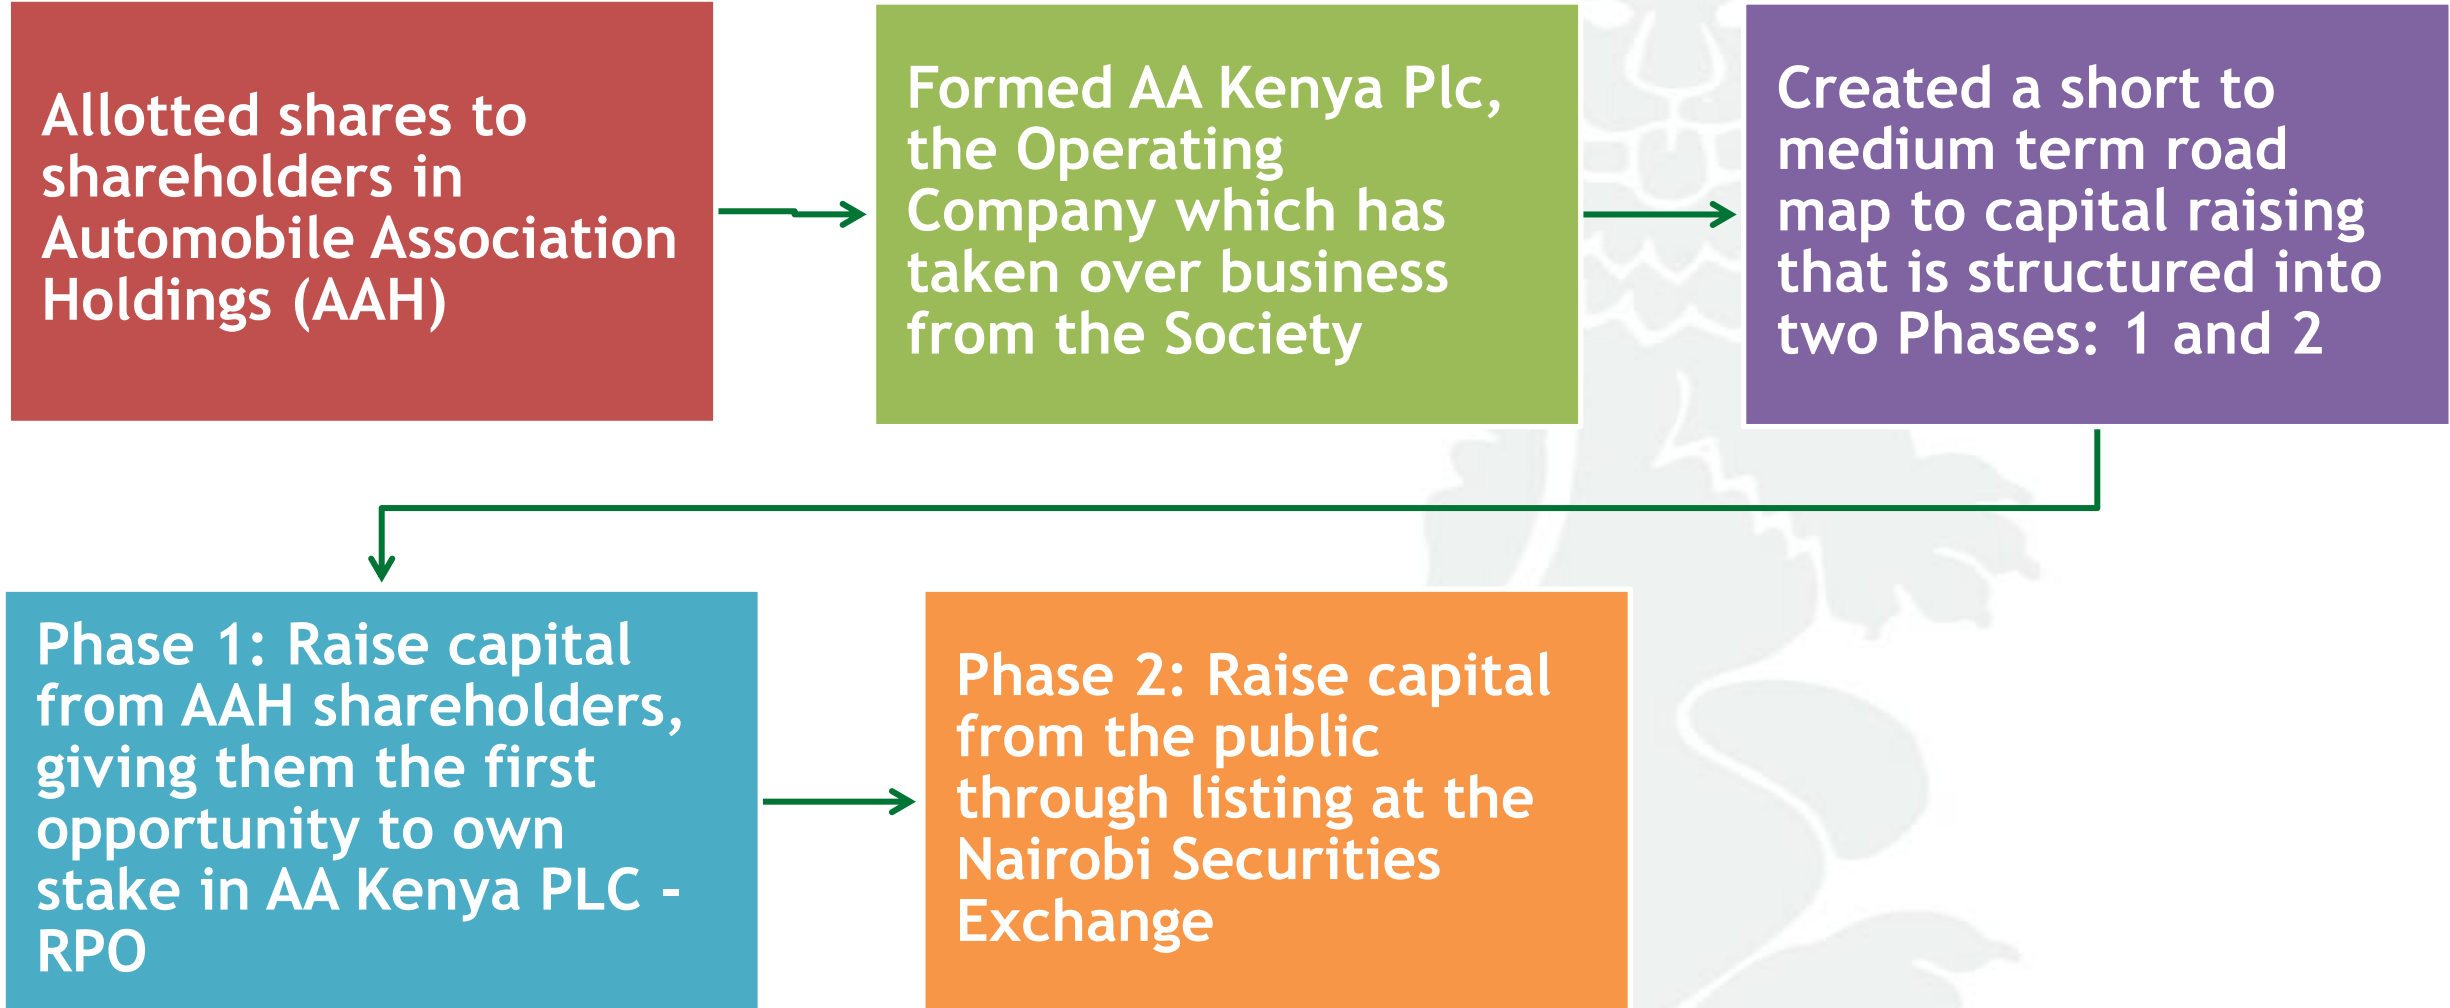 Allotted shares to
shareholders in
Automobile Association
Holdings (AAH)
Formed AA Kenya Plc,
the Operating
Company which has
taken over business
from the Society
Created a short to
medium term road
map to capital raising
that is structured into
two Phases: 1 and 2
Phase 1: Raise capital
from AAH shareholders,
giving them the first
opportunity to own
stake in AA Kenya PLC -
RPO
Phase 2: Raise capital
from the public
through listing at the
Nairobi Securities
Exchange